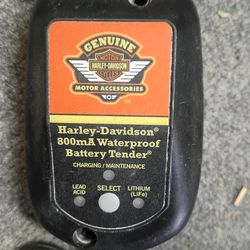 GENUINE
MOTOR
HARLEY-DAVIDSON
CYCLES
MOTOR ACCESSORIES
TM
Harley-Davidson®
800mA Waterproof
Battery Tender®
CHARGING / MAINTENANCE
LEAD ACID
SELECT
LITHIUM (LiFe)